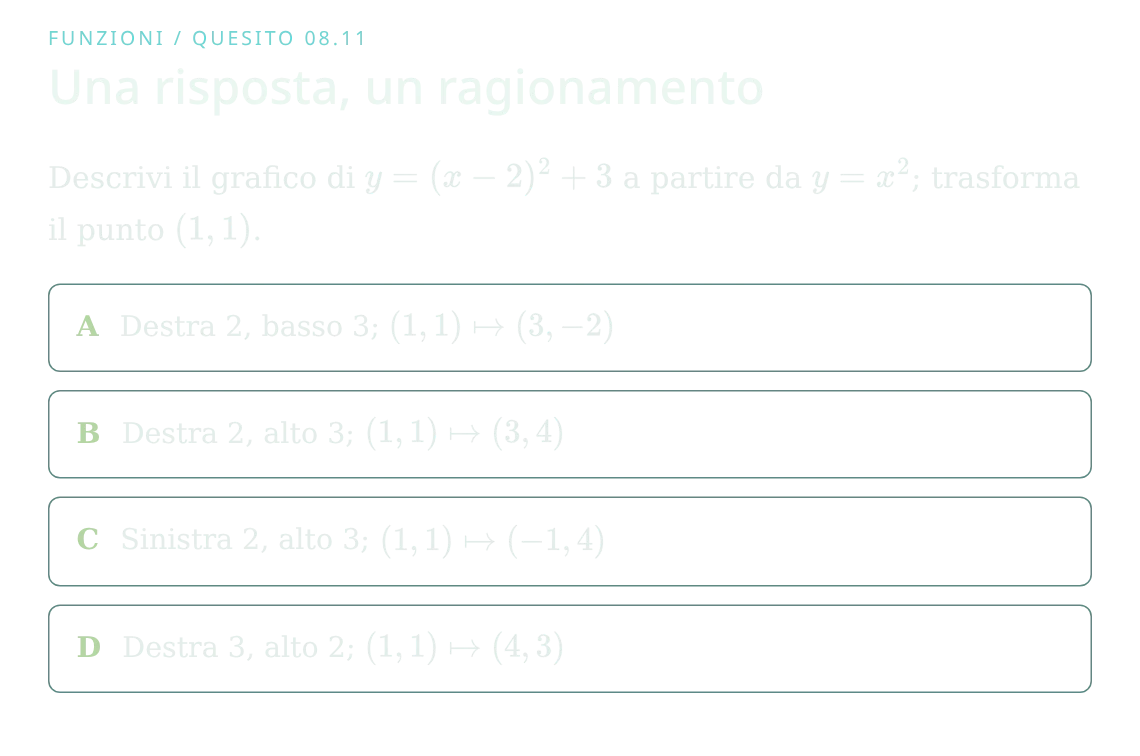 FUNZIONI / QUESITO 08.11
Una risposta, un ragionamento
Descrivi il grafico di y = (x − 2)² + 3 a partire da y = x²; trasforma
il punto (1, 1).
A Destra 2, basso 3; (1, 1) ↦ (3, −2)
B Destra 2, alto 3; (1, 1) ↦ (3, 4)
C Sinistra 2, alto 3; (1, 1) ↦ (−1, 4)
D Destra 3, alto 2; (1, 1) ↦ (4, 3)